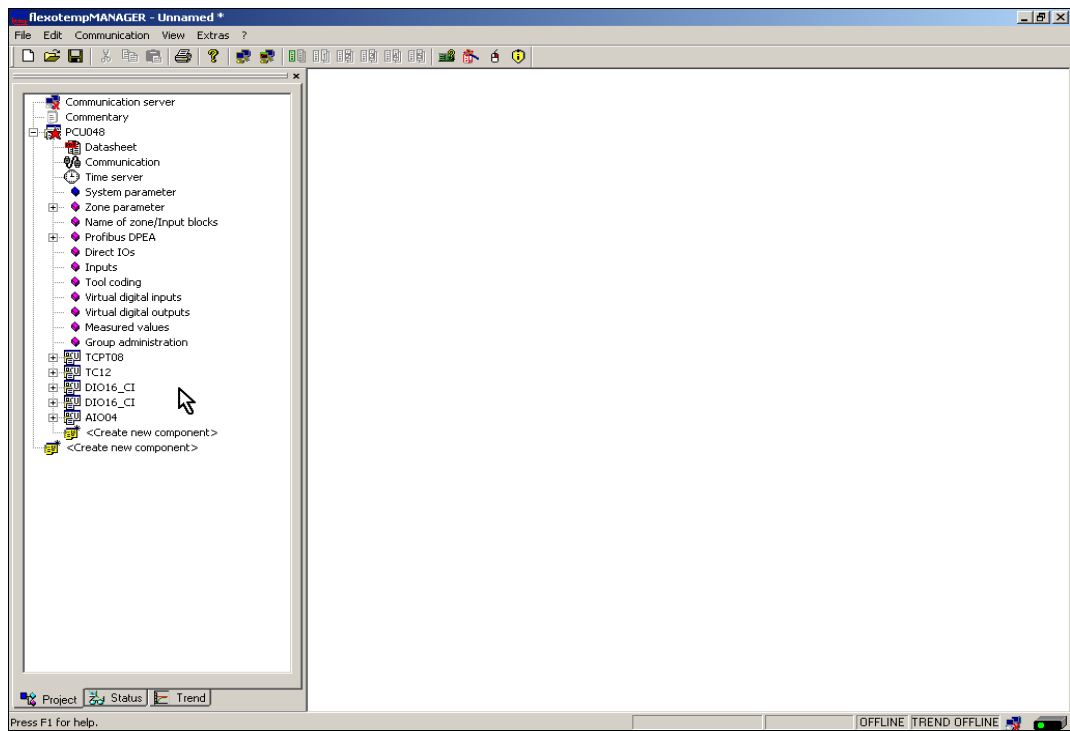 flexotempMANAGER - Unnamed *
File Edit Communication View Extras ?
Communication server
Commentary
PCU048
Datasheet
Communication
Time server
System parameter
Zone parameter
Name of zone/Input blocks
Profibus DPEA
Direct IOs
Inputs
Tool coding
Virtual digital inputs
Virtual digital outputs
Measured values
Group administration
TCPT08
TC12
DIO16_CI
DIO16_CI
AIO04
<Create new component>
<Create new component>
Project Status Trend
Press F1 for help. OFFLINE TREND OFFLINE